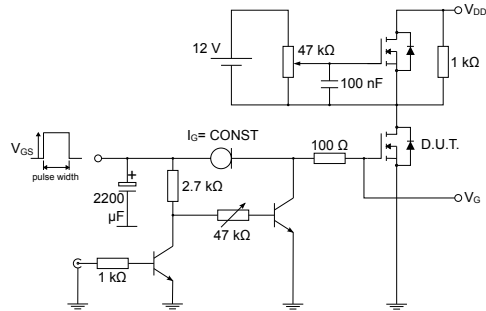 V_DD
12 V
47 kΩ
1 kΩ
100 nF
I_G= CONST
100 Ω
D.U.T.
V_GS
pulse width
+
2200
μF
2.7 kΩ
47 kΩ
V_G
1 kΩ